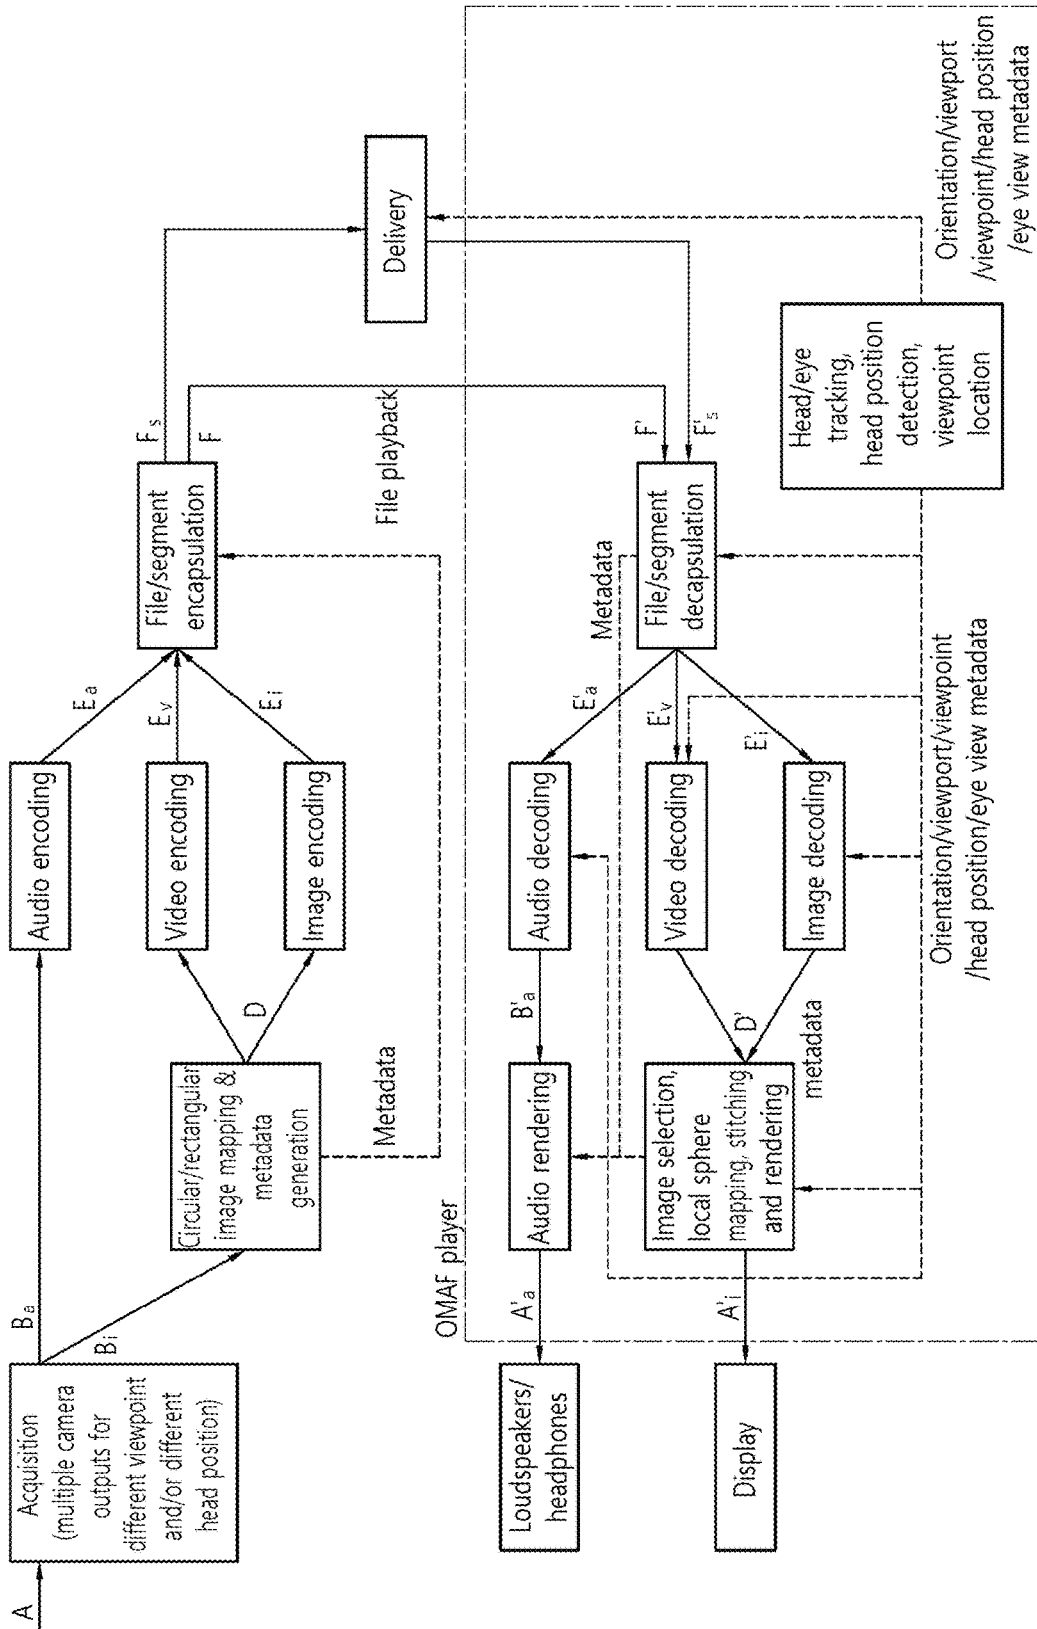 A
Acquisition
(multiple camera
outputs for
different viewpoint
and/or different
head position)
Ba
Bi
Circular/rectangular
image mapping &
metadata
generation
D
Metadata
Audio encoding
Video encoding
Image encoding
Ea
Ev
Ei
File/segment
encapsulation
Fs
F
File playback
Delivery
OMAF player
Loudspeakers/
headphones
Display
A'a
A'i
Audio rendering
Image selection,
local sphere
mapping, stitching
and rendering
B'a
D'
metadata
Audio decoding
Video decoding
Image decoding
E'a
E'v
E'i
Metadata
File/segment
decapsulation
F'
F's
Head/eye
tracking,
head position
detection,
viewpoint
location
Orientation/viewport/viewpoint
/head position/eye view metadata
Orientation/viewport
/viewpoint/head position
/eye view metadata